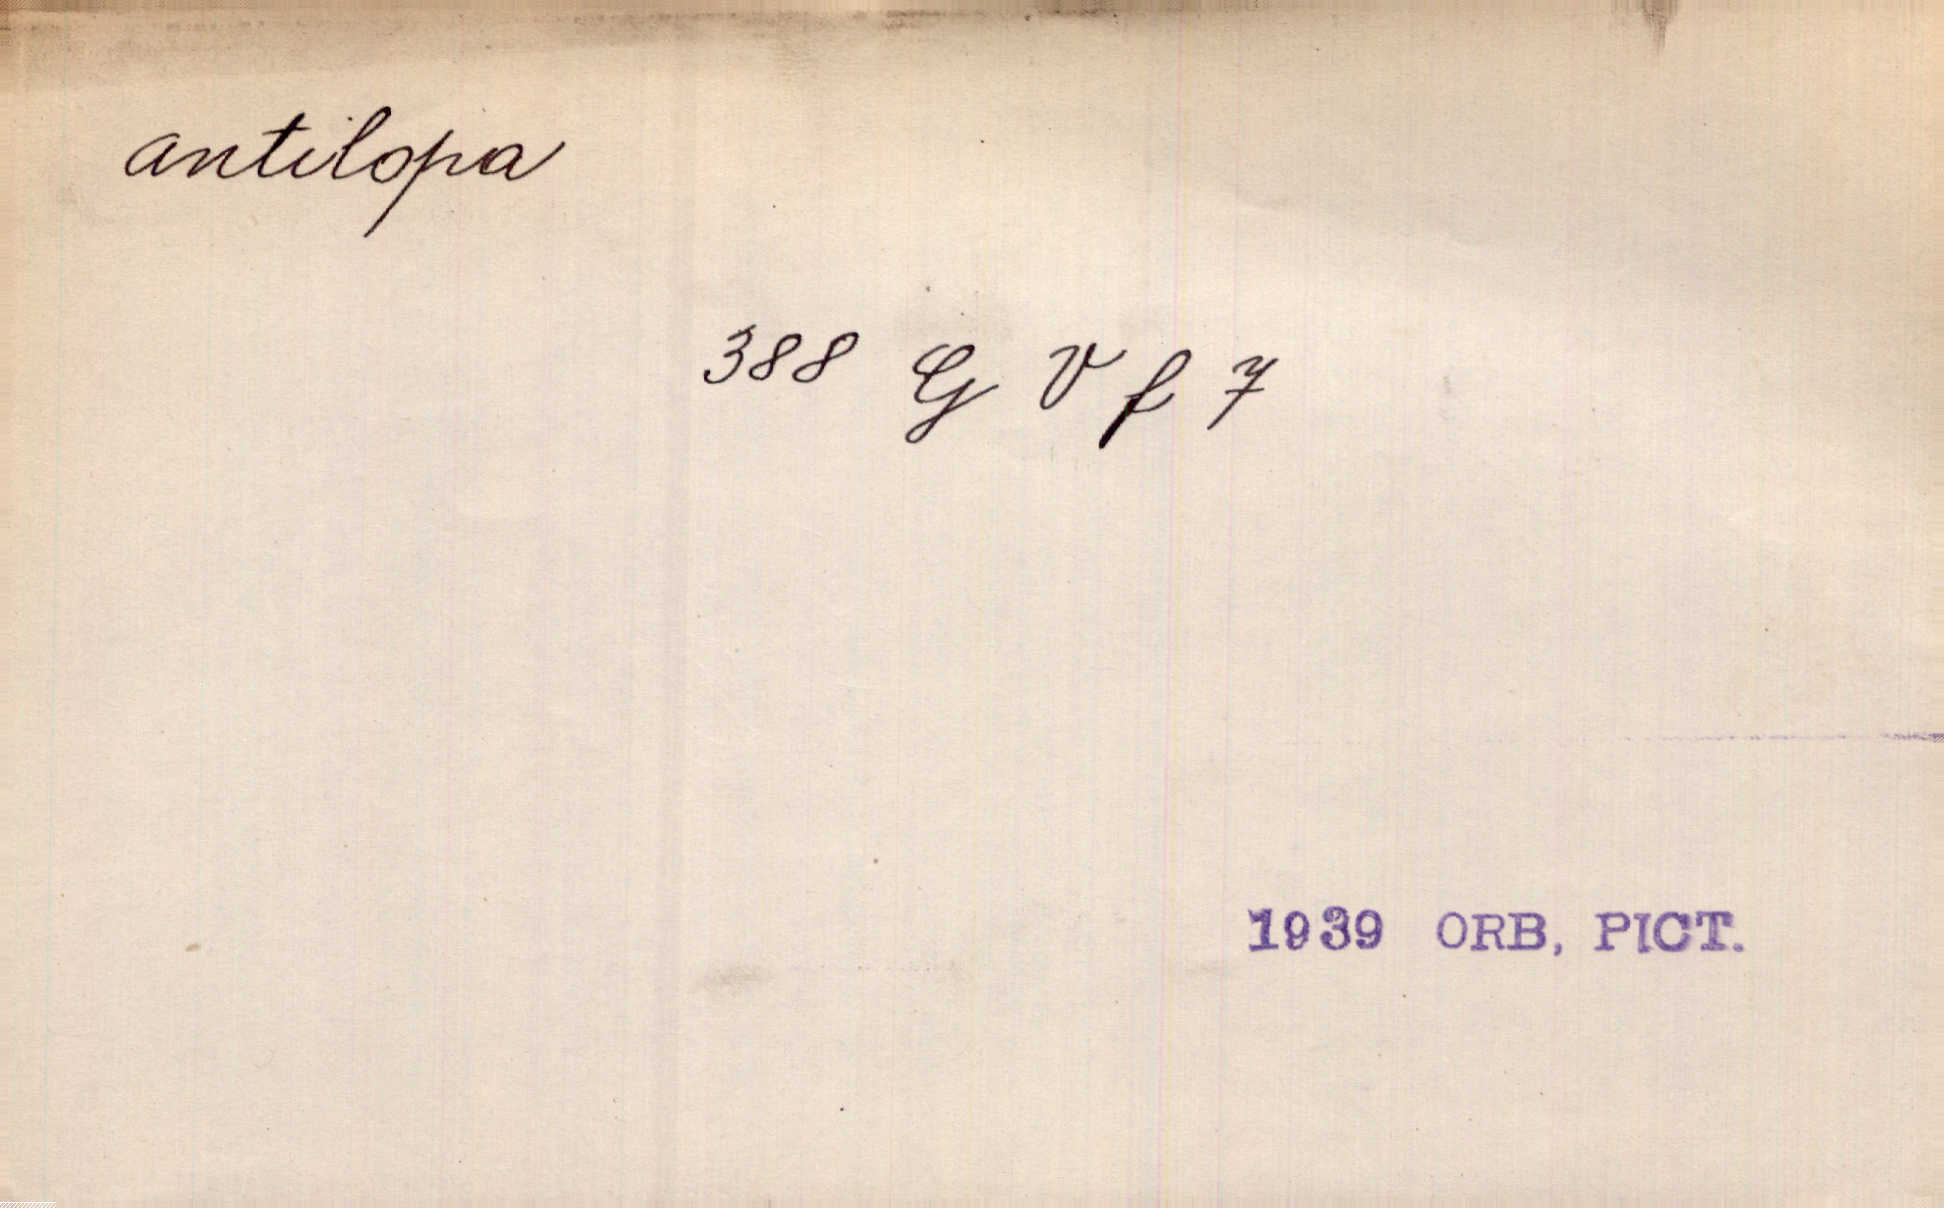 antilopa
388 G V f 7
1939 ORB, PICT.